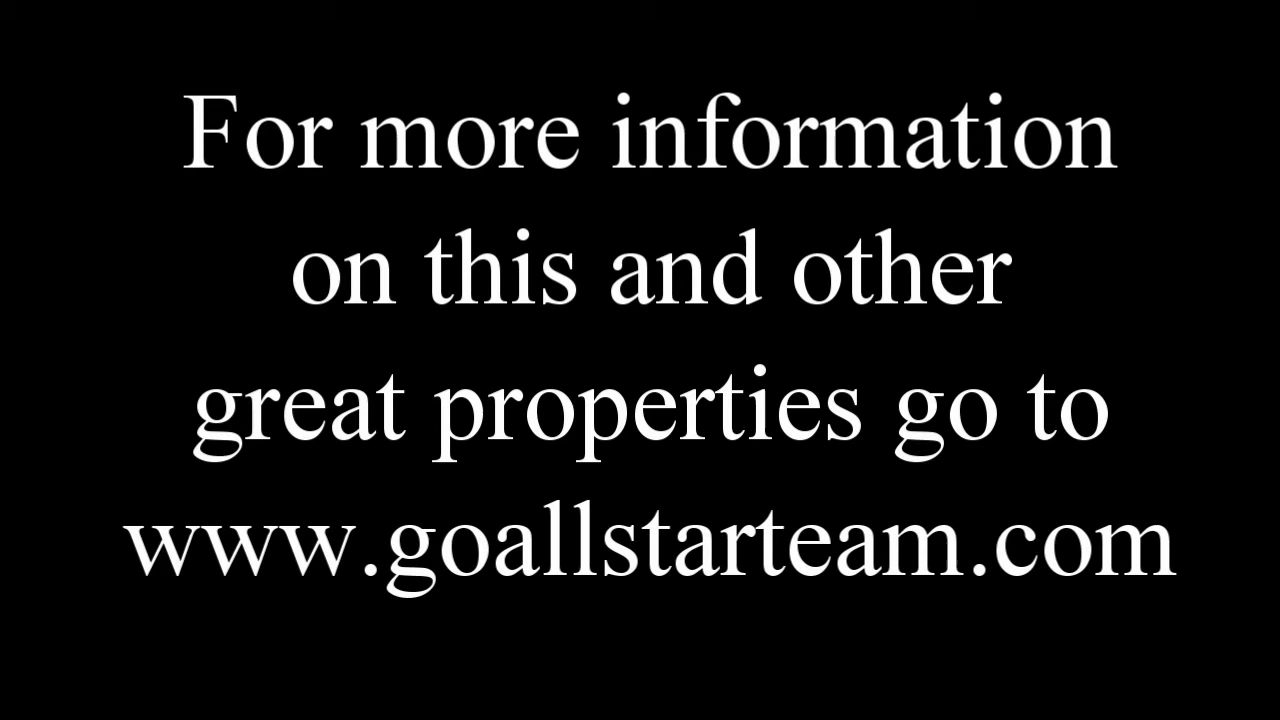 For more information
on this and other
great properties go to
www.goallstarteam.com